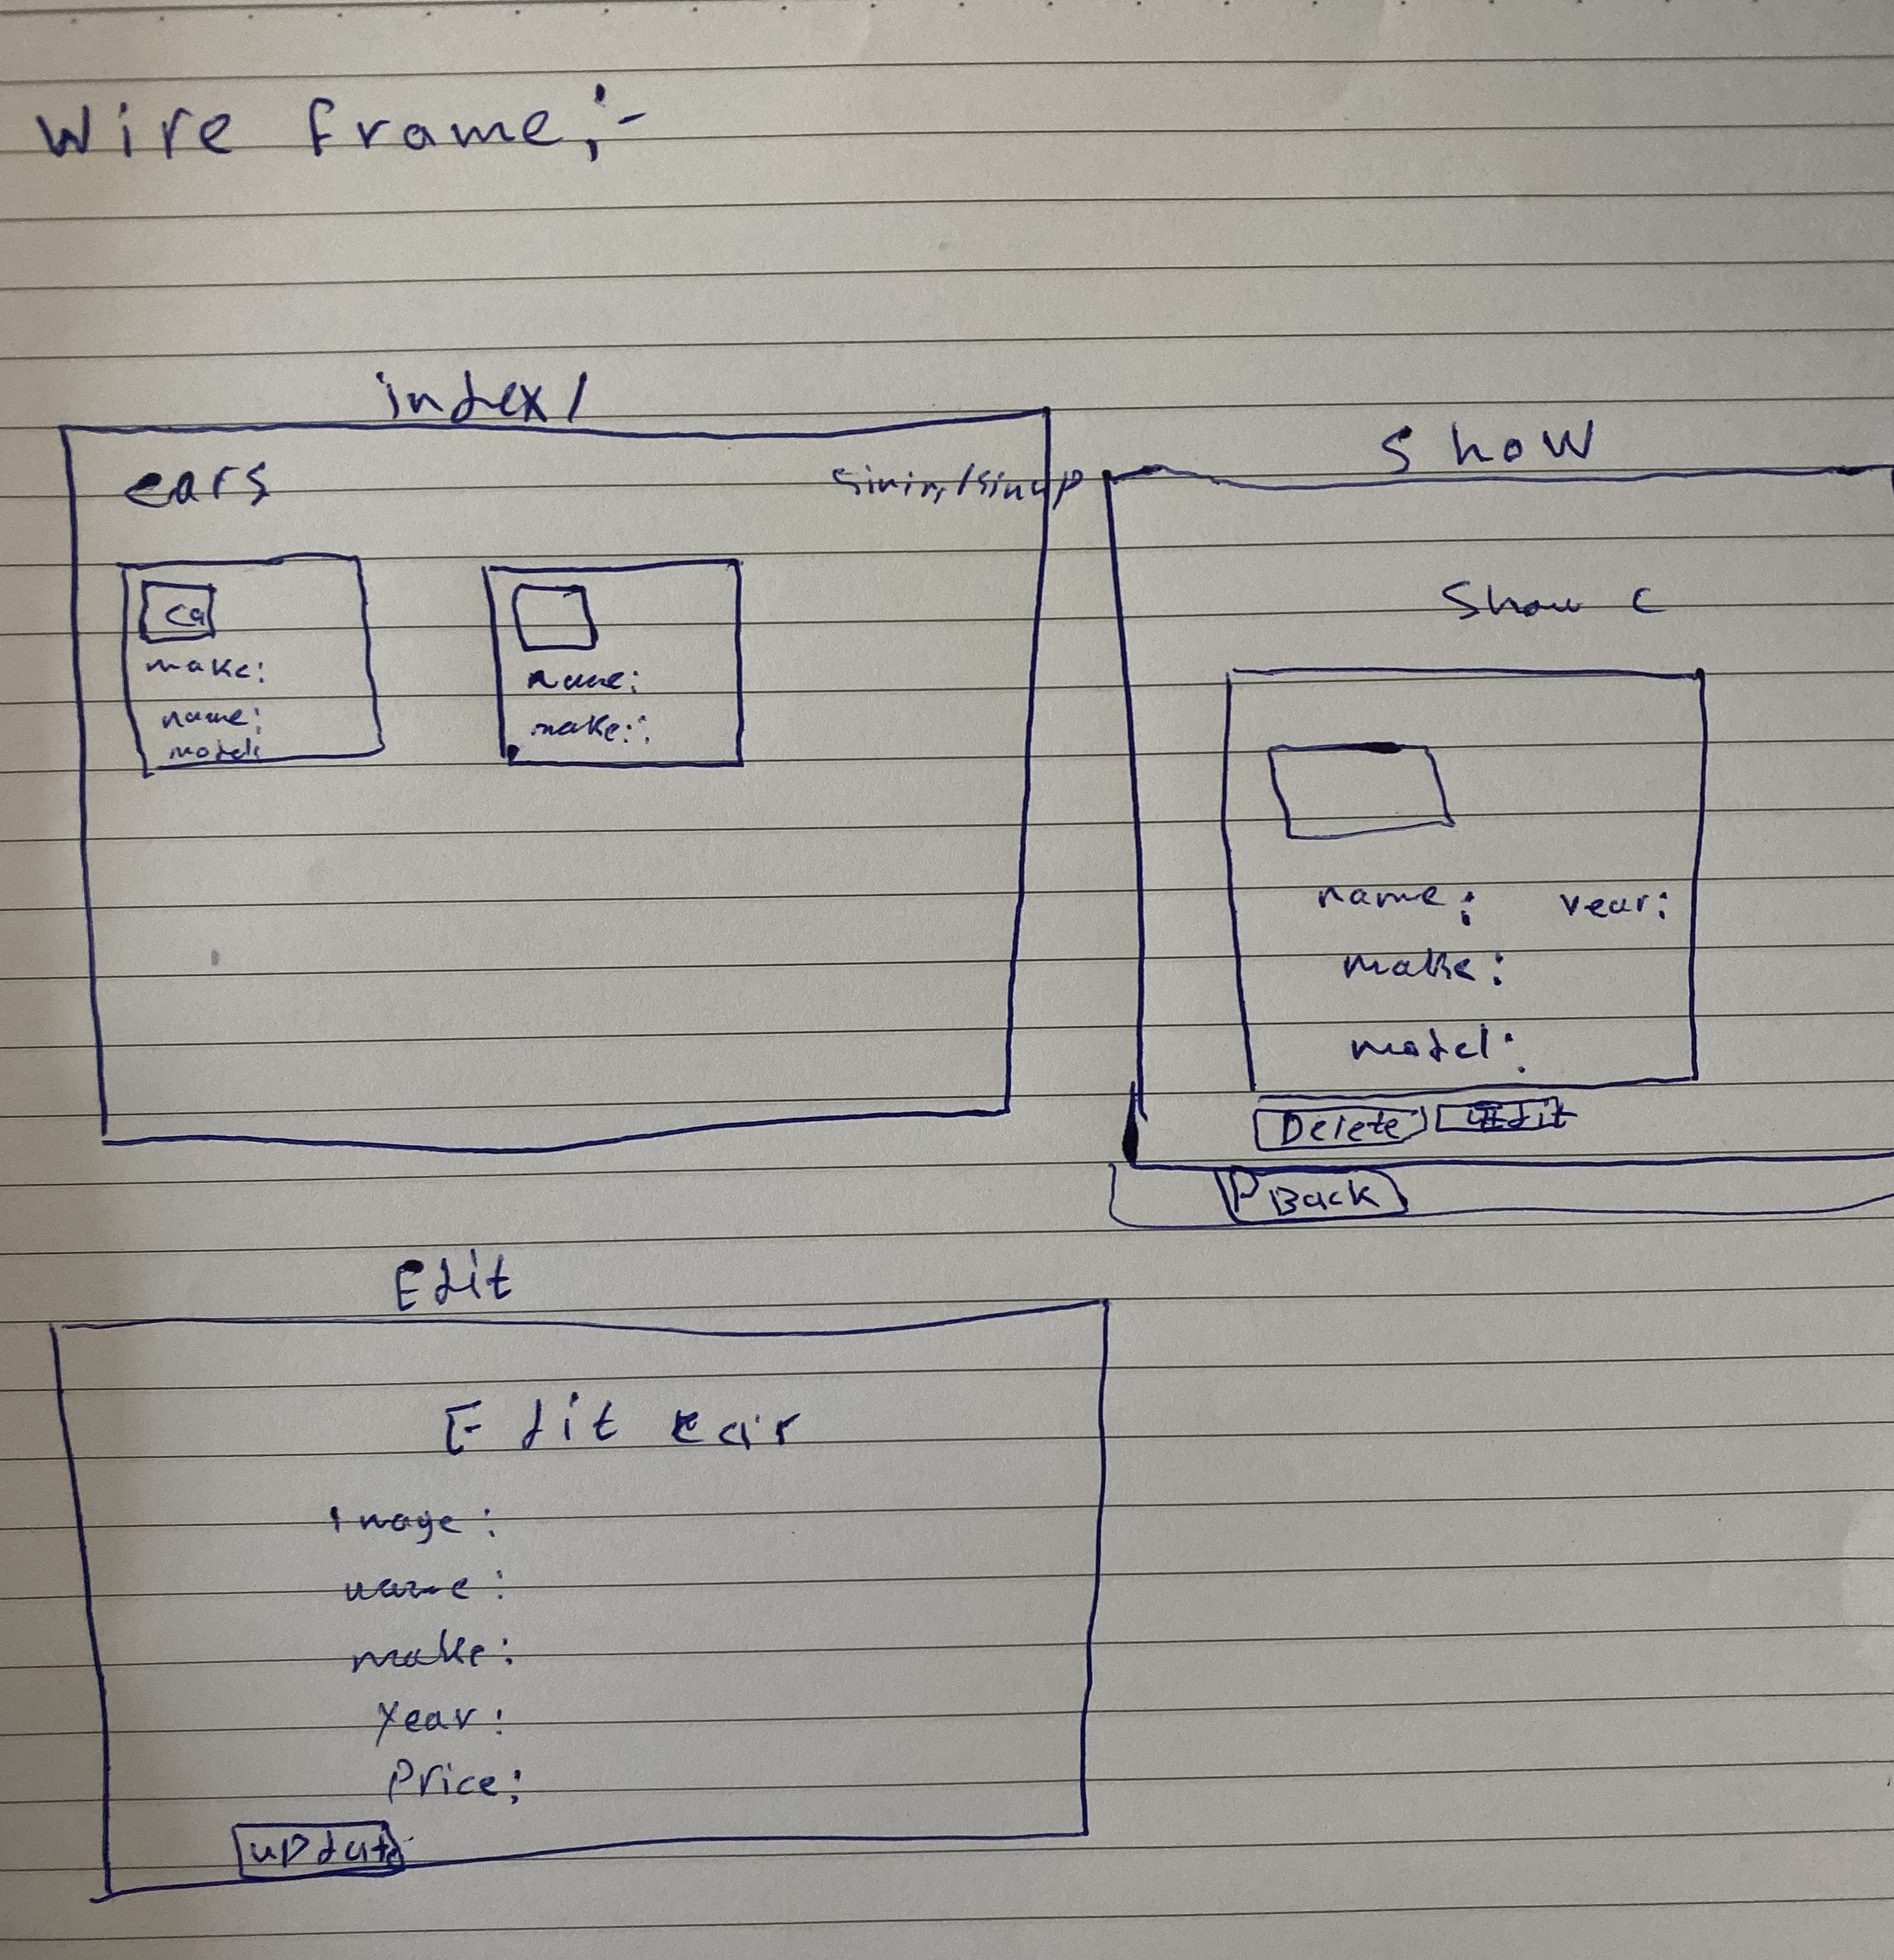 Wire frame;-
index/
cars
Sinin/sinup
ca
make:
name:
model:
name:
make::
Show
Show c
name: year:
make:
model:
Delete Edit
Back
Edit
Edit car
Image:
name:
make:
Year:
Price:
update